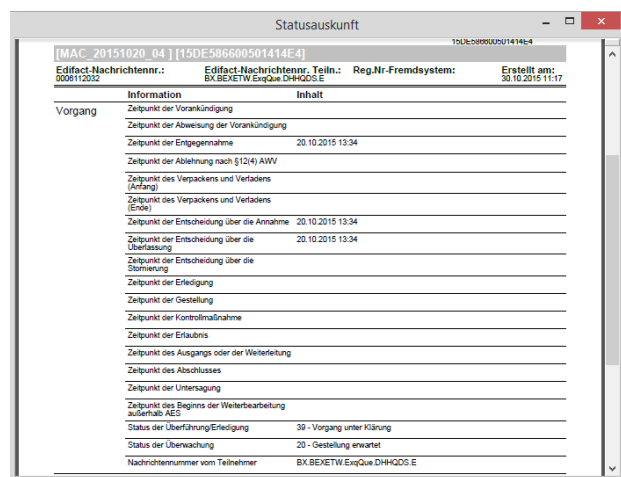 Statusauskunft
15DE586600501414E4
[MAC_20151020_04 ] [15DE586600501414E4]
Edifact-Nachrichtennr.: Edifact-Nachrichtennr. Teiln.: Reg.Nr-Fremdsystem: Erstellt am:
0006112032 BX.BEXETW.ExqQue.DHHQDS.E 30.10.2015 11:17
Information Inhalt
Vorgang Zeitpunkt der Vorankündigung
Zeitpunkt der Abweisung der Vorankündigung
Zeitpunkt der Entgegennahme 20.10.2015 13:34
Zeitpunkt der Ablehnung nach §12(4) AWV
Zeitpunkt des Verpackens und Verladens
(Anfang)
Zeitpunkt des Verpackens und Verladens
(Ende)
Zeitpunkt der Entscheidung über die Annahme 20.10.2015 13:34
Zeitpunkt der Entscheidung über die 20.10.2015 13:34
Überlassung
Zeitpunkt der Entscheidung über die
Stornierung
Zeitpunkt der Erledigung
Zeitpunkt der Gestellung
Zeitpunkt der Kontrollmaßnahme
Zeitpunkt der Erlaubnis
Zeitpunkt des Ausgangs oder der Weiterleitung
Zeitpunkt des Abschlusses
Zeitpunkt der Untersagung
Zeitpunkt des Beginns der Weiterbearbeitung
außerhalb AES
Status der Überführung/Erledigung 39 - Vorgang unter Klärung
Status der Überwachung 20 - Gestellung erwartet
Nachrichtennummer vom Teilnehmer BX.BEXETW.ExqQue.DHHQDS.E